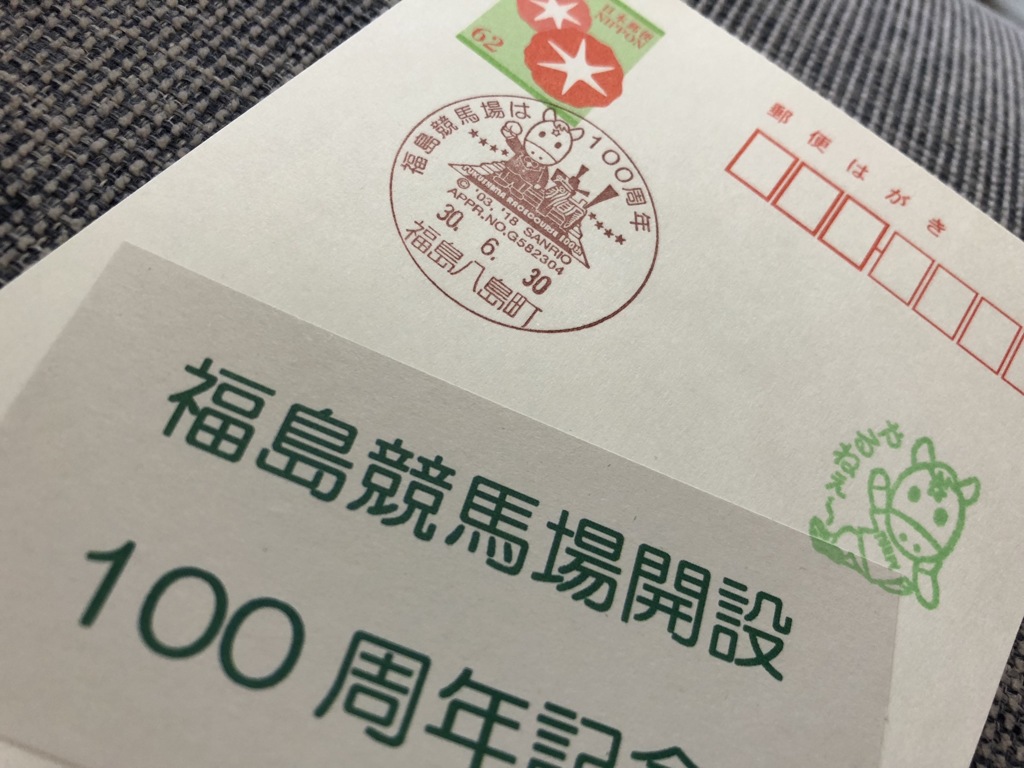 日本郵便
NIPPON
62
郵便はがき
福島競馬場は 100周年
FUKUSHIMA RACECOURSE 100th
© '03, '18 SANRIO
APPR.NO.G582304
30. 6. 30
福島八島町
やるねぇ~
福島競馬場開設
100周年記念